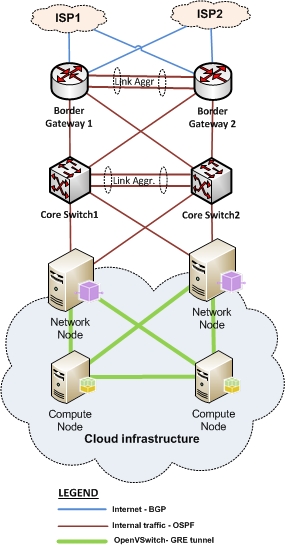 ISP1
ISP2
Link Aggr
Border
Gateway 1
Border
Gateway 2
Link Aggr.
Core Switch1
Core Switch2
Network
Node
Network
Node
Compute
Node
Compute
Node
Cloud infrastructure
LEGEND
Internet - BGP
Internal traffic - OSPF
OpenVSwitch- GRE tunnel